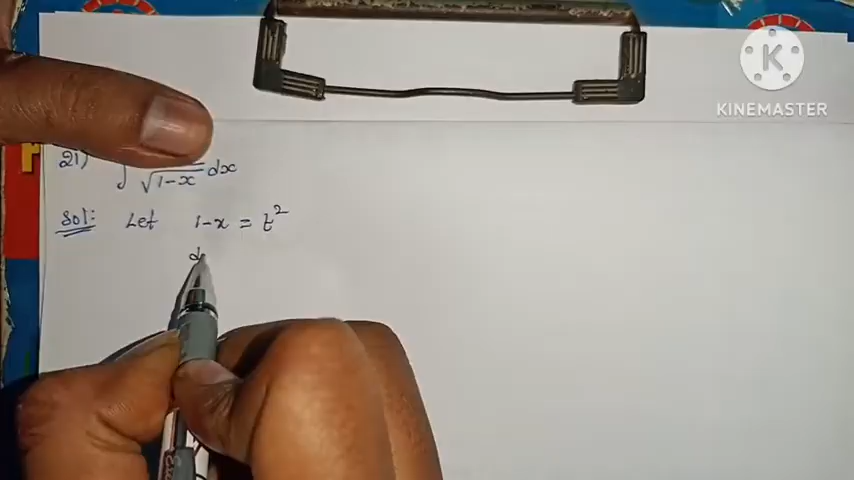 K
KINEMASTER
21) ∫ √1-x dx
Sol: Let 1-x = t²
d